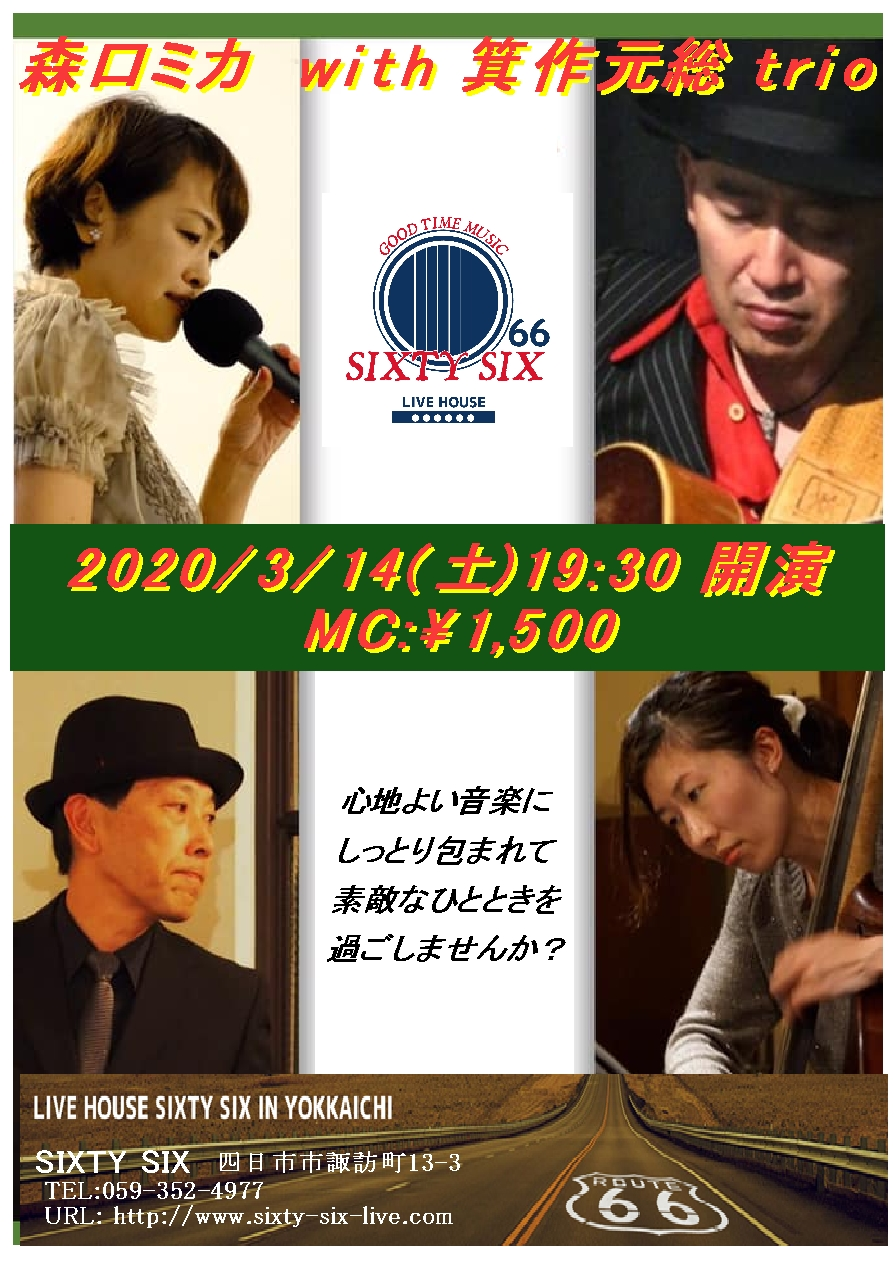 森口ミカ with 箕作元総 trio
GOOD TIME MUSIC
66
SIXTY SIX
LIVE HOUSE
2020/3/14(土)19:30 開演
MC:¥1,500
心地よい音楽に
しっとり包まれて
素敵なひとときを
過ごしませんか？
LIVE HOUSE SIXTY SIX IN YOKKAICHI
SIXTY SIX 四日市市諏訪町13-3
TEL:059-352-4977
URL: http://www.sixty-six-live.com
ROUTE
66